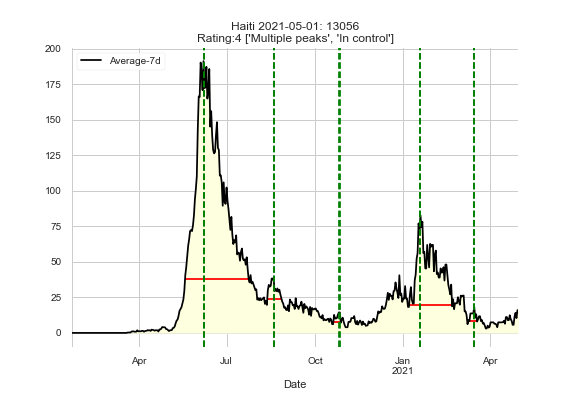 Haiti 2021-05-01: 13056
Rating:4 ['Multiple peaks', 'In control']
Average-7d
200
175
150
125
100
75
50
25
0
Apr
Jul
Oct
Jan
2021
Apr
Date